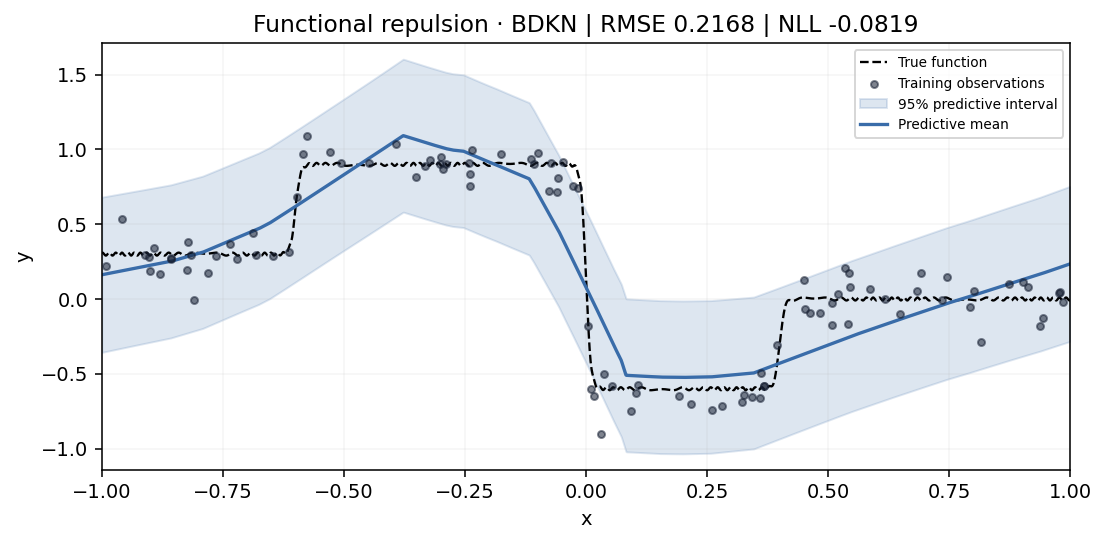 Functional repulsion · BDKN | RMSE 0.2168 | NLL -0.0819
True function
Training observations
95% predictive interval
Predictive mean
1.5
1.0
0.5
0.0
−0.5
−1.0
y
−1.00 −0.75 −0.50 −0.25 0.00 0.25 0.50 0.75 1.00
x